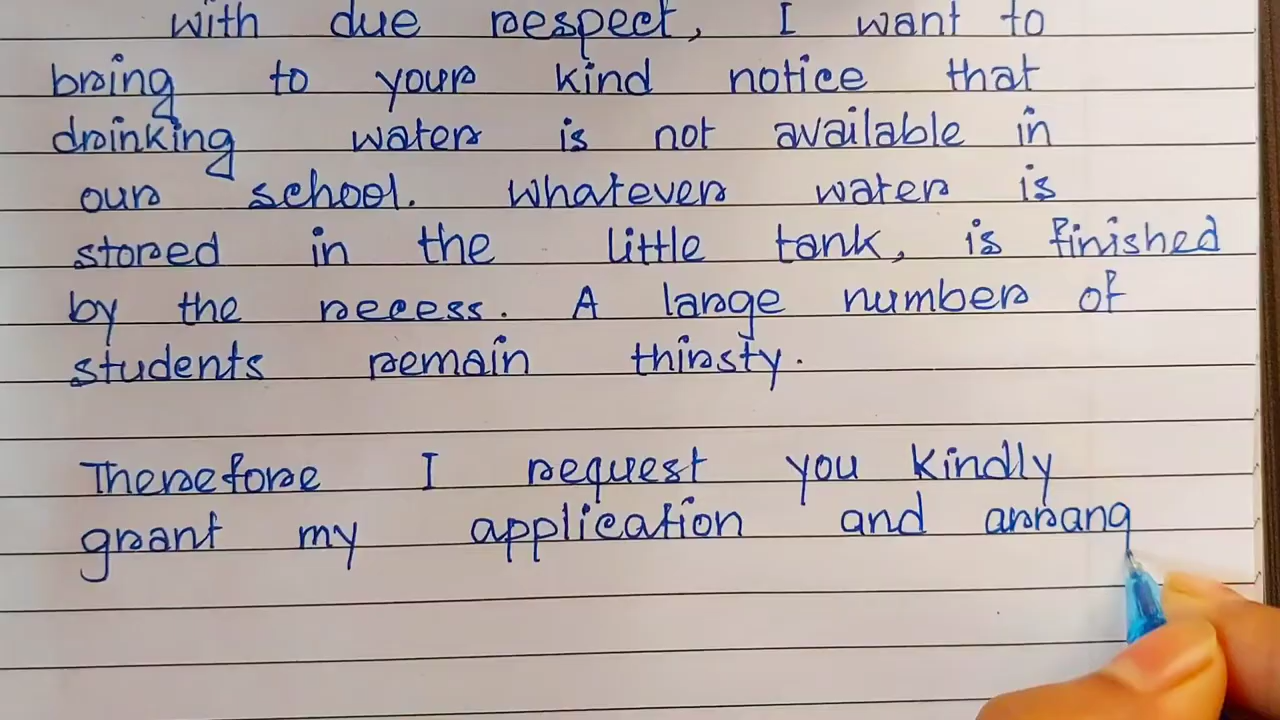 With due respect, I want to
bring to your kind notice that
drinking water is not available in
our school. Whatever water is
stored in the little tank, is finished
by the recess. A large number of
students remain thirsty.
Therefore I request you kindly
grant my application and arrang